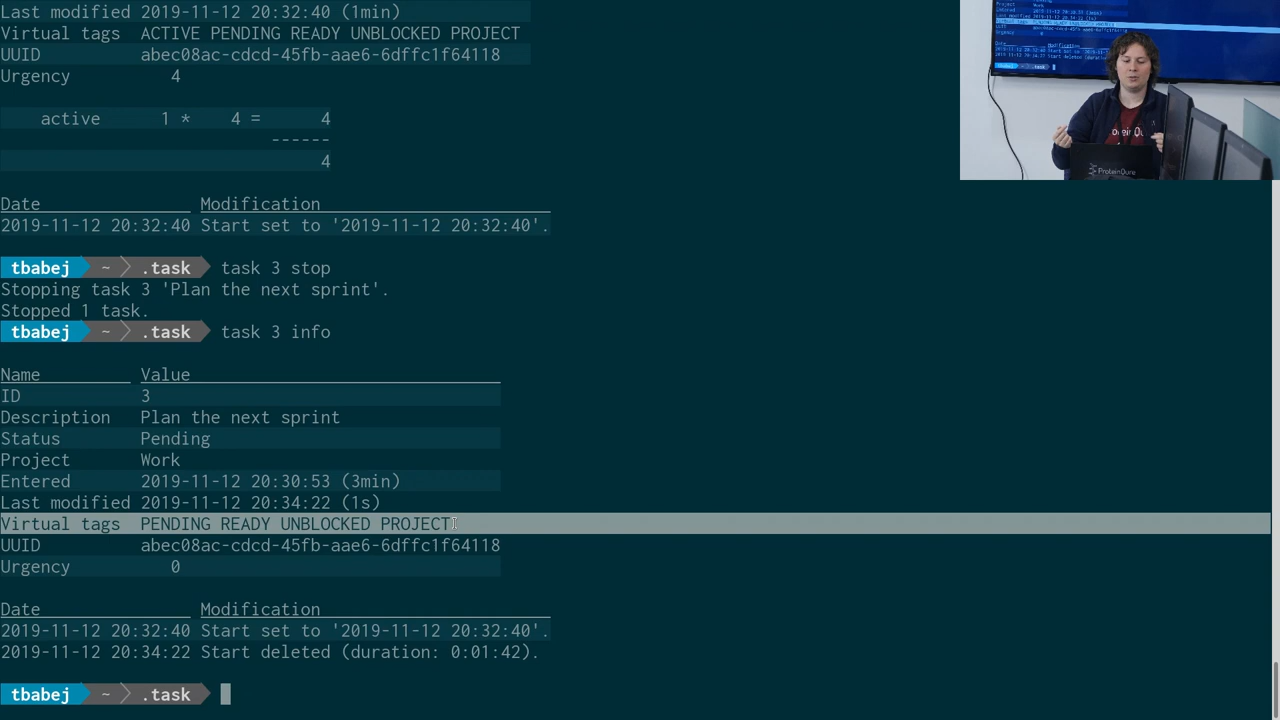 Last modified 2019-11-12 20:32:40 (1min)
Virtual tags ACTIVE PENDING READY UNBLOCKED PROJECT
UUID abec08ac-cdcd-45fb-aae6-6dffc1f64118
Urgency 4
active 1 * 4 = 4
------
4
Date Modification
2019-11-12 20:32:40 Start set to '2019-11-12 20:32:40'.
tbabej ~ .task task 3 stop
Stopping task 3 'Plan the next sprint'.
Stopped 1 task.
tbabej ~ .task task 3 info
Name Value
ID 3
Description Plan the next sprint
Status Pending
Project Work
Entered 2019-11-12 20:30:53 (3min)
Last modified 2019-11-12 20:34:22 (1s)
Virtual tags PENDING READY UNBLOCKED PROJECT
UUID abec08ac-cdcd-45fb-aae6-6dffc1f64118
Urgency 0
Date Modification
2019-11-12 20:32:40 Start set to '2019-11-12 20:32:40'.
2019-11-12 20:34:22 Start deleted (duration: 0:01:42).
tbabej ~ .task
ProteinQure